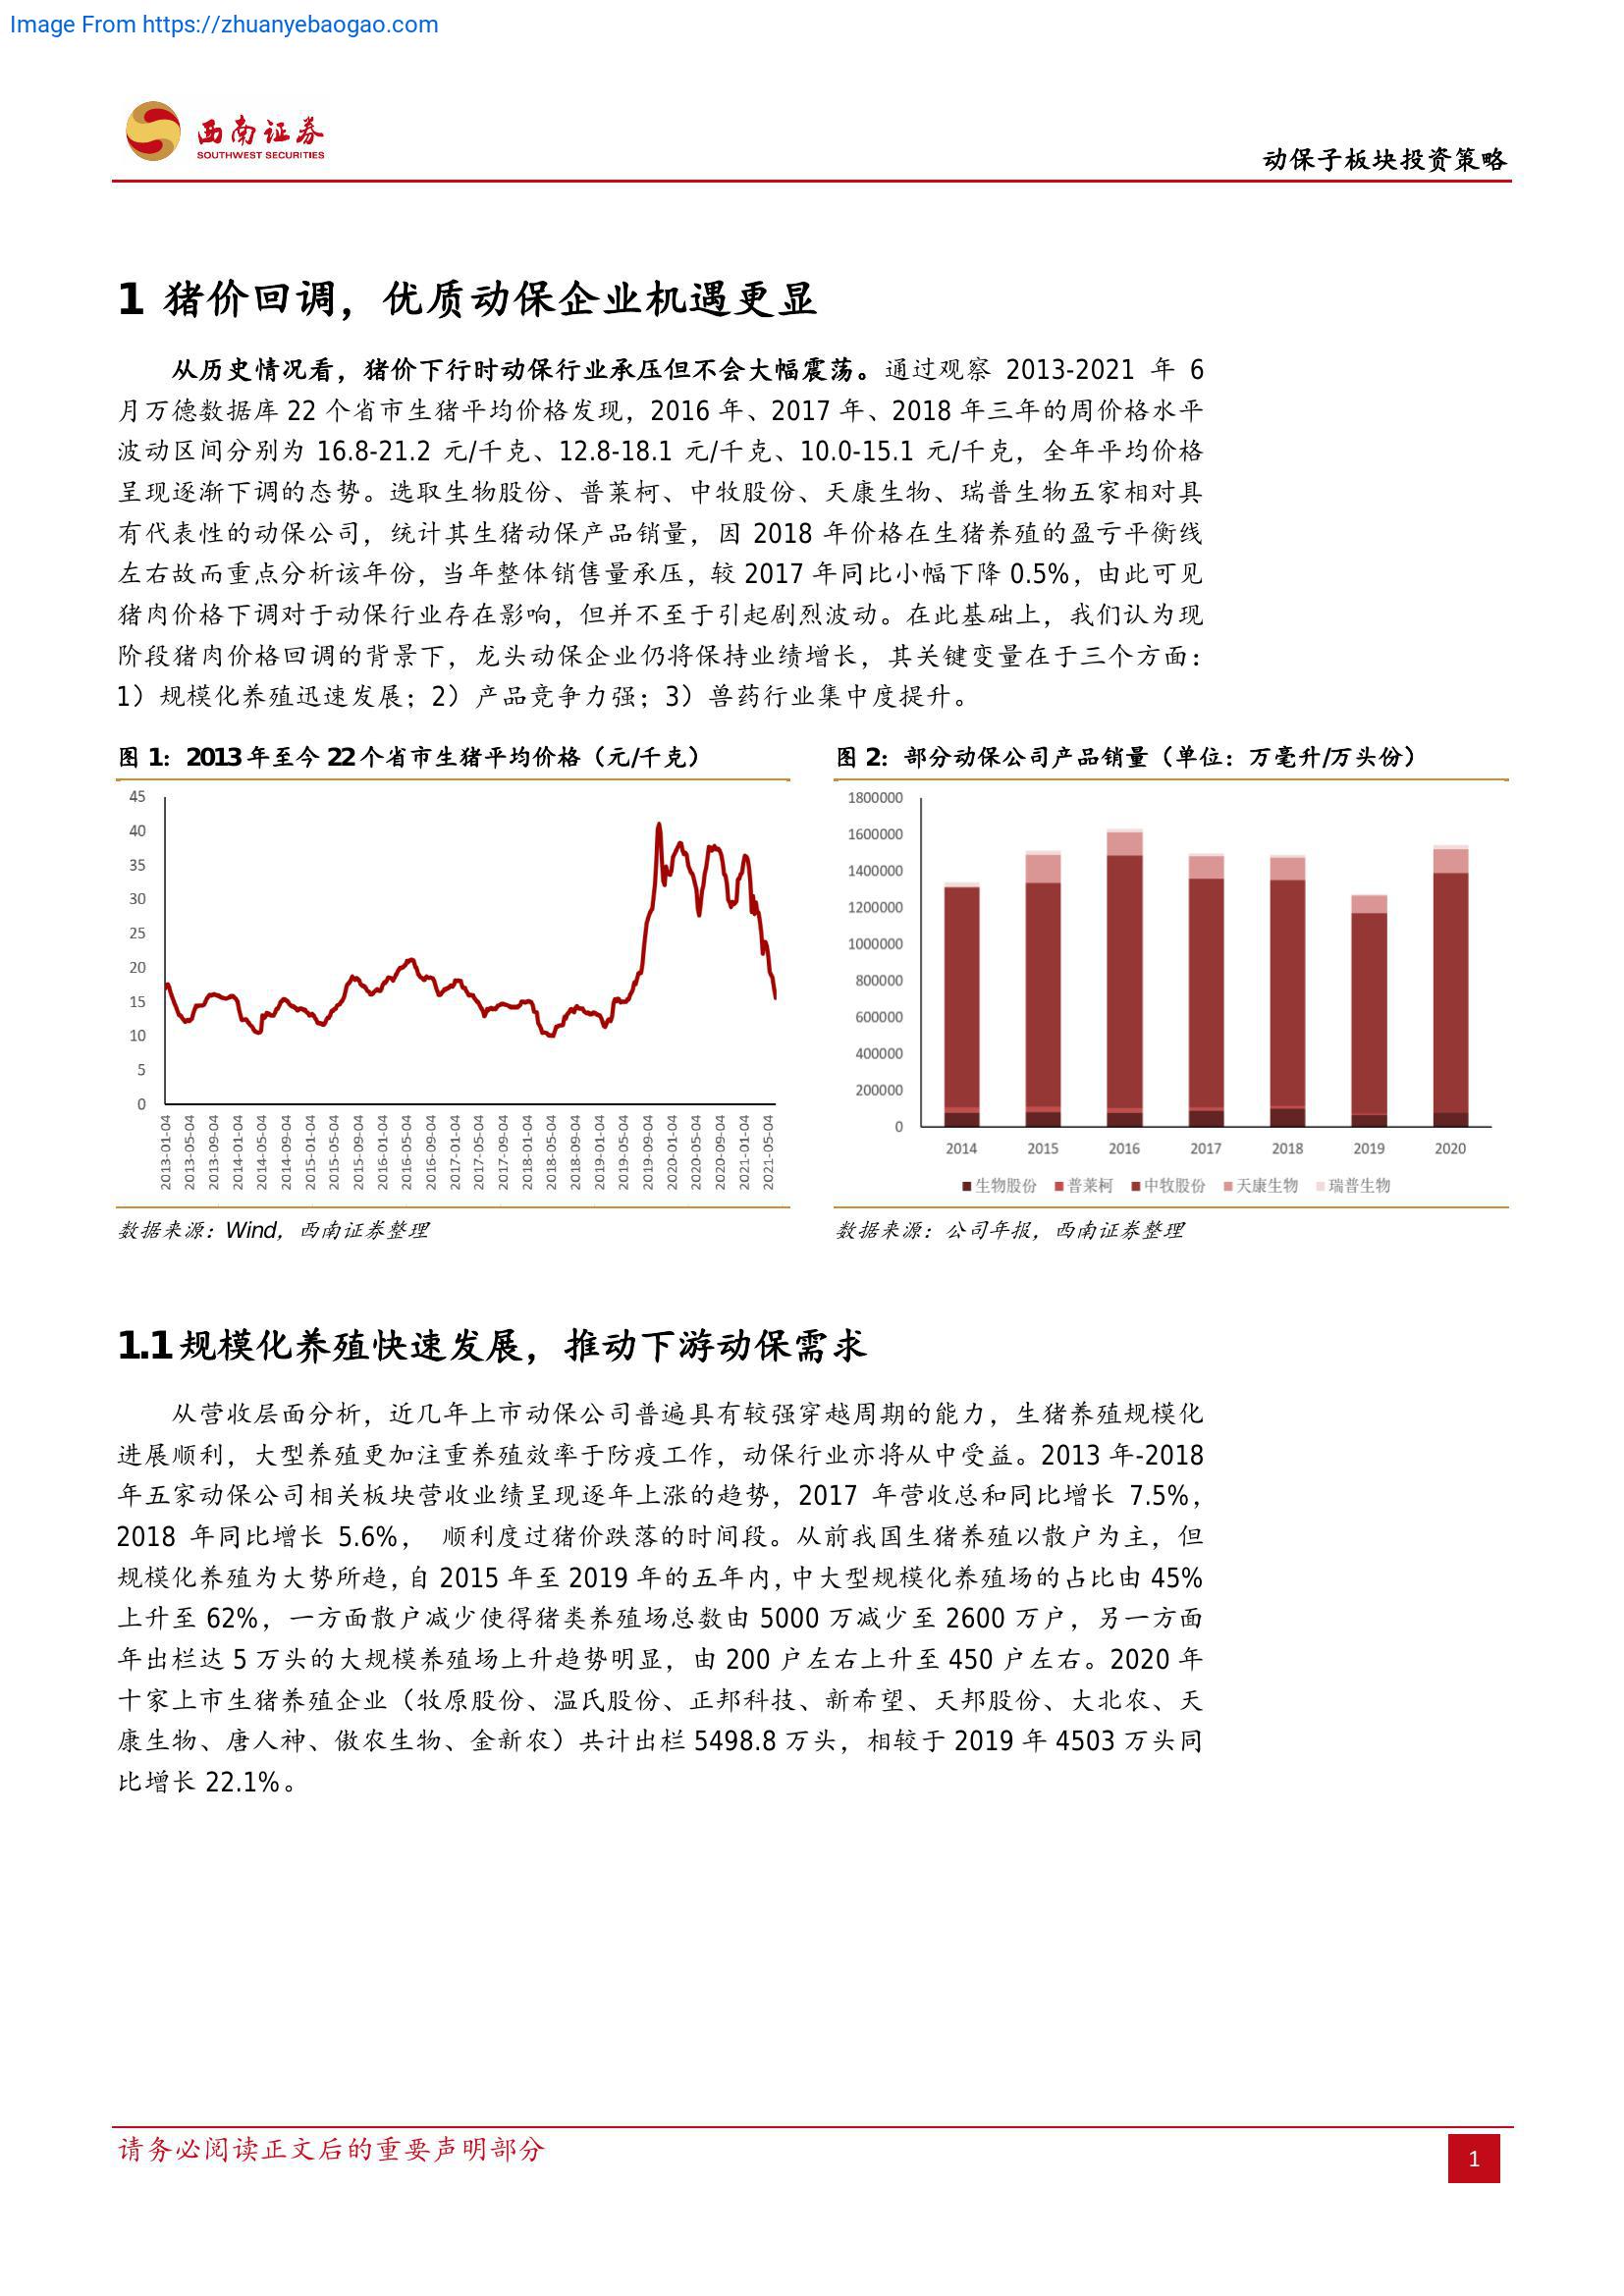 Image From https://zhuanyebaogao.com
西南证券
SOUTHWEST SECURITIES
动保子板块投资策略
1 猪价回调，优质动保企业机遇更显
从历史情况看，猪价下行时动保行业承压但不会大幅震荡。通过观察 2013-2021 年 6
月万德数据库 22 个省市生猪平均价格发现，2016 年、2017 年、2018 年三年的周价格水平
波动区间分别为 16.8-21.2 元/千克、12.8-18.1 元/千克、10.0-15.1 元/千克，全年平均价格
呈现逐渐下调的态势。选取生物股份、普莱柯、中牧股份、天康生物、瑞普生物五家相对具
有代表性的动保公司，统计其生猪动保产品销量，因 2018 年价格在生猪养殖的盈亏平衡线
左右故而重点分析该年份，当年整体销售量承压，较 2017 年同比小幅下降 0.5%，由此可见
猪肉价格下调对于动保行业存在影响，但并不至于引起剧烈波动。在此基础上，我们认为现
阶段猪肉价格回调的背景下，龙头动保企业仍将保持业绩增长，其关键变量在于三个方面：
1）规模化养殖迅速发展；2）产品竞争力强；3）兽药行业集中度提升。
图 1：2013 年至今 22 个省市生猪平均价格（元/千克）
45
40
35
30
25
20
15
10
5
0
2013-01-04
2013-05-04
2013-09-04
2014-01-04
2014-05-04
2014-09-04
2015-01-04
2015-05-04
2015-09-04
2016-01-04
2016-05-04
2016-09-04
2017-01-04
2017-05-04
2017-09-04
2018-01-04
2018-05-04
2018-09-04
2019-01-04
2019-05-04
2019-09-04
2020-01-04
2020-05-04
2020-09-04
2021-01-04
2021-05-04
数据来源：Wind，西南证券整理
图 2：部分动保公司产品销量（单位：万毫升/万头份）
1800000
1600000
1400000
1200000
1000000
800000
600000
400000
200000
0
2014 2015 2016 2017 2018 2019 2020
生物股份 普莱柯 中牧股份 天康生物 瑞普生物
数据来源：公司年报，西南证券整理
1.1 规模化养殖快速发展，推动下游动保需求
从营收层面分析，近几年上市动保公司普遍具有较强穿越周期的能力，生猪养殖规模化
进展顺利，大型养殖更加注重养殖效率于防疫工作，动保行业亦将从中受益。2013 年-2018
年五家动保公司相关板块营收业绩呈现逐年上涨的趋势，2017 年营收总和同比增长 7.5%，
2018 年同比增长 5.6%， 顺利度过猪价跌落的时间段。从前我国生猪养殖以散户为主，但
规模化养殖为大势所趋，自 2015 年至 2019 年的五年内，中大型规模化养殖场的占比由 45%
上升至 62%，一方面散户减少使得猪类养殖场总数由 5000 万减少至 2600 万户，另一方面
年出栏达 5 万头的大规模养殖场上升趋势明显，由 200 户左右上升至 450 户左右。2020 年
十家上市生猪养殖企业（牧原股份、温氏股份、正邦科技、新希望、天邦股份、大北农、天
康生物、唐人神、傲农生物、金新农）共计出栏 5498.8 万头，相较于 2019 年 4503 万头同
比增长 22.1%。
请务必阅读正文后的重要声明部分
1